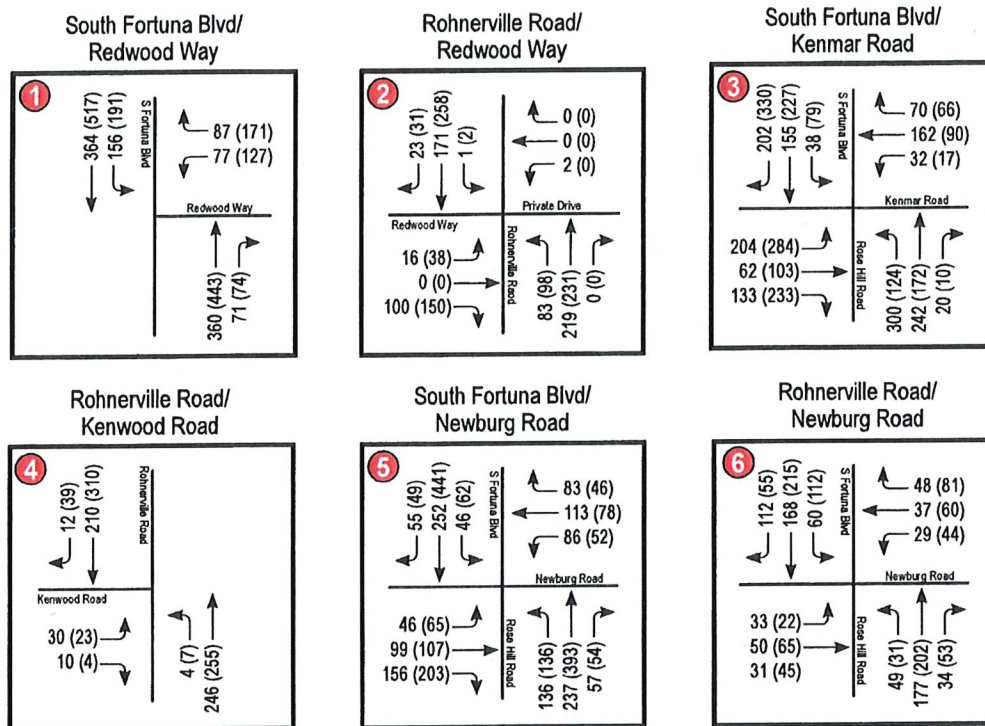 South Fortuna Blvd/
Redwood Way
1
364 (517)
156 (191)
S Fortuna Blvd
87 (171)
77 (127)
Redwood Way
360 (443)
71 (74)
Rohnerville Road/
Redwood Way
2
23 (31)
171 (258)
1 (2)
0 (0)
0 (0)
2 (0)
Private Drive
Redwood Way
Rohnerville Raod
16 (38)
0 (0)
100 (150)
83 (98)
219 (231)
0 (0)
South Fortuna Blvd/
Kenmar Road
3
202 (330)
155 (227)
38 (79)
S Fortuna Blvd
70 (66)
162 (90)
32 (17)
Kenmar Road
204 (284)
62 (103)
133 (233)
Rose Hill Road
300 (124)
242 (172)
20 (10)
Rohnerville Road/
Kenwood Road
4
12 (39)
210 (310)
Rohnerville Road
Kenwood Road
30 (23)
10 (4)
4 (7)
246 (255)
South Fortuna Blvd/
Newburg Road
5
55 (49)
252 (441)
46 (62)
S Fortuna Blvd
83 (46)
113 (78)
86 (52)
Newburg Road
46 (65)
99 (107)
156 (203)
Rose Hill Road
136 (136)
237 (393)
57 (54)
Rohnerville Road/
Newburg Road
6
112 (55)
168 (215)
60 (112)
S Fortuna Blvd
48 (81)
37 (60)
29 (44)
Newburg Road
33 (22)
50 (65)
31 (45)
Rose Hill Road
49 (31)
177 (202)
34 (53)